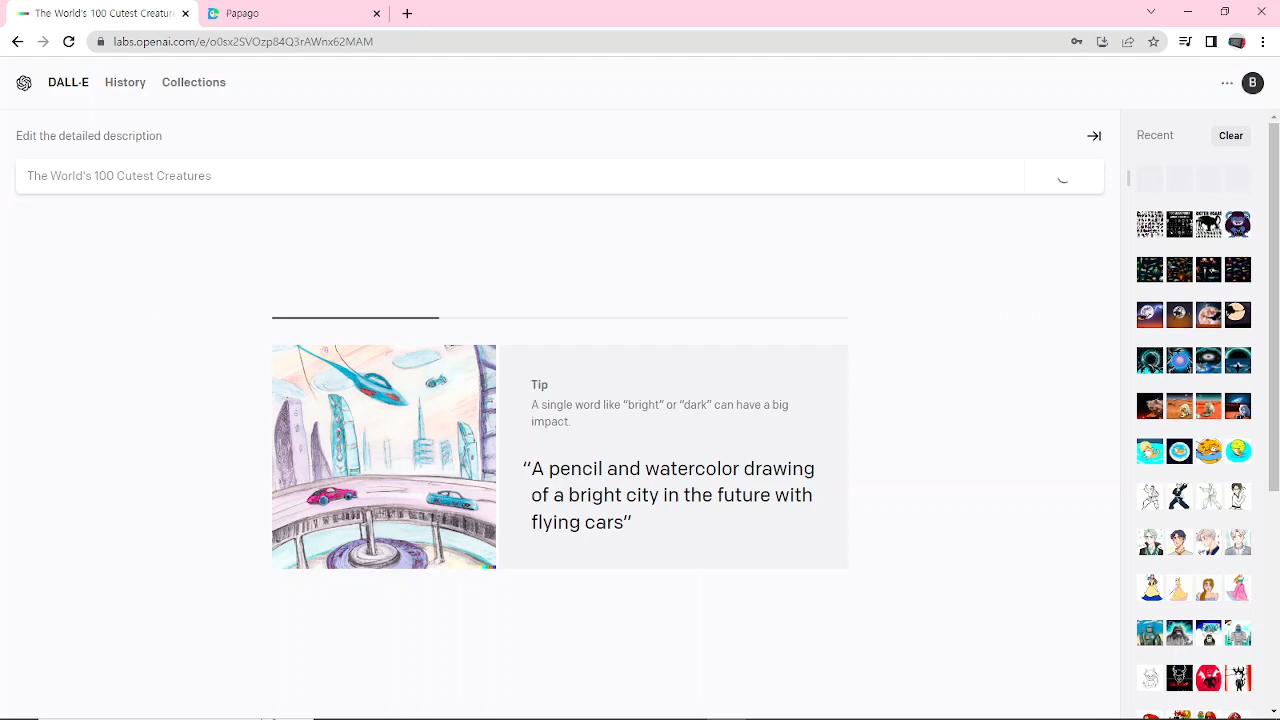 The World's 100 Cutest Creature
Papago
labs.openai.com/e/o0sx2SVOzp84Q3rAWnx62MAM
DALL·E
History
Collections
B
Edit the detailed description
Recent
Clear
The World's 100 Cutest Creatures
Tip
A single word like “bright” or “dark” can have a big
impact.
“A pencil and watercolor drawing
of a bright city in the future with
flying cars”